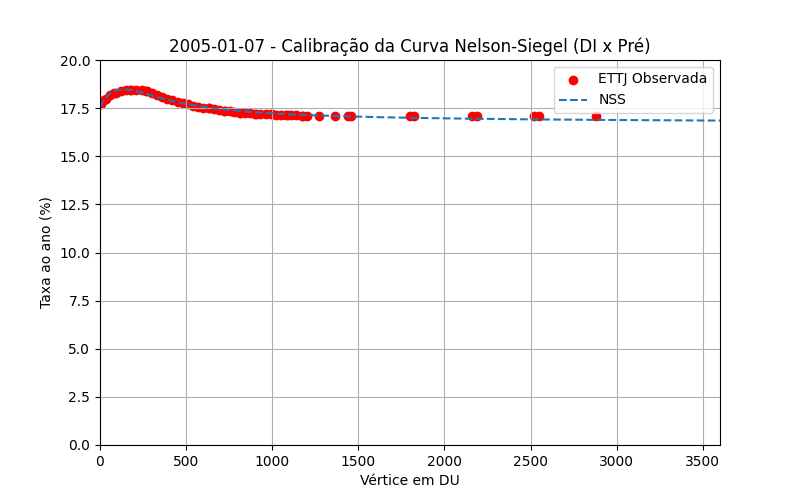 2005-01-07 - Calibração da Curva Nelson-Siegel (DI x Pré)
ETTJ Observada
NSS
Taxa ao ano (%)
20.0
17.5
15.0
12.5
10.0
7.5
5.0
2.5
0.0
0 500 1000 1500 2000 2500 3000 3500
Vértice em DU